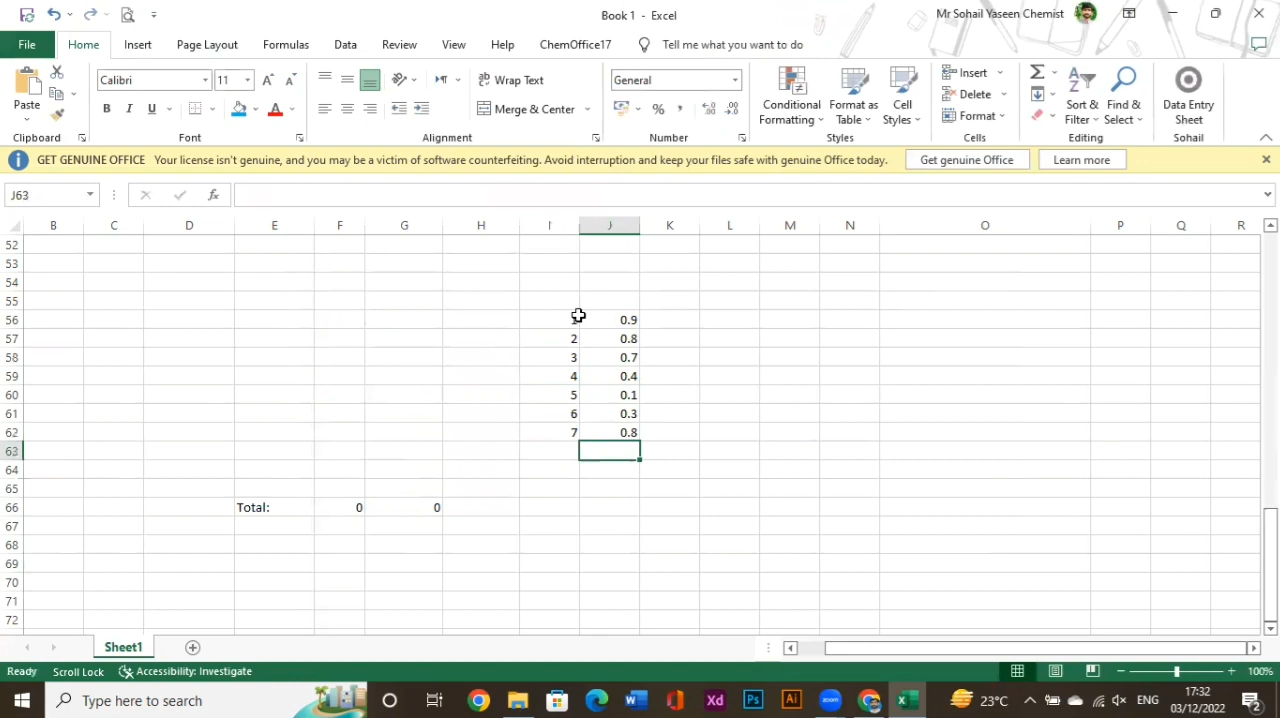 Book 1 - Excel
Mr Sohail Yaseen Chemist
File Home Insert Page Layout Formulas Data Review View Help ChemOffice17 Tell me what you want to do
Calibri 11 Wrap Text General
Paste Merge & Center Conditional Formatting Format as Table Cell Styles Insert Delete Format Sort & Filter Find & Select Data Entry Sheet
Clipboard Font Alignment Number Styles Cells Editing Sohail
GET GENUINE OFFICE Your license isn't genuine, and you may be a victim of software counterfeiting. Avoid interruption and keep your files safe with genuine Office today. Get genuine Office Learn more
J63 fx
B C D E F G H I J K L M N O P Q R
52
53
54
55
56 1 0.9
57 2 0.8
58 3 0.7
59 4 0.4
60 5 0.1
61 6 0.3
62 7 0.8
63
64
65
66 Total: 0 0
67
68
69
70
71
72
Sheet1
Ready Scroll Lock Accessibility: Investigate 100%
Type here to search 23°C ENG 17:32
03/12/2022